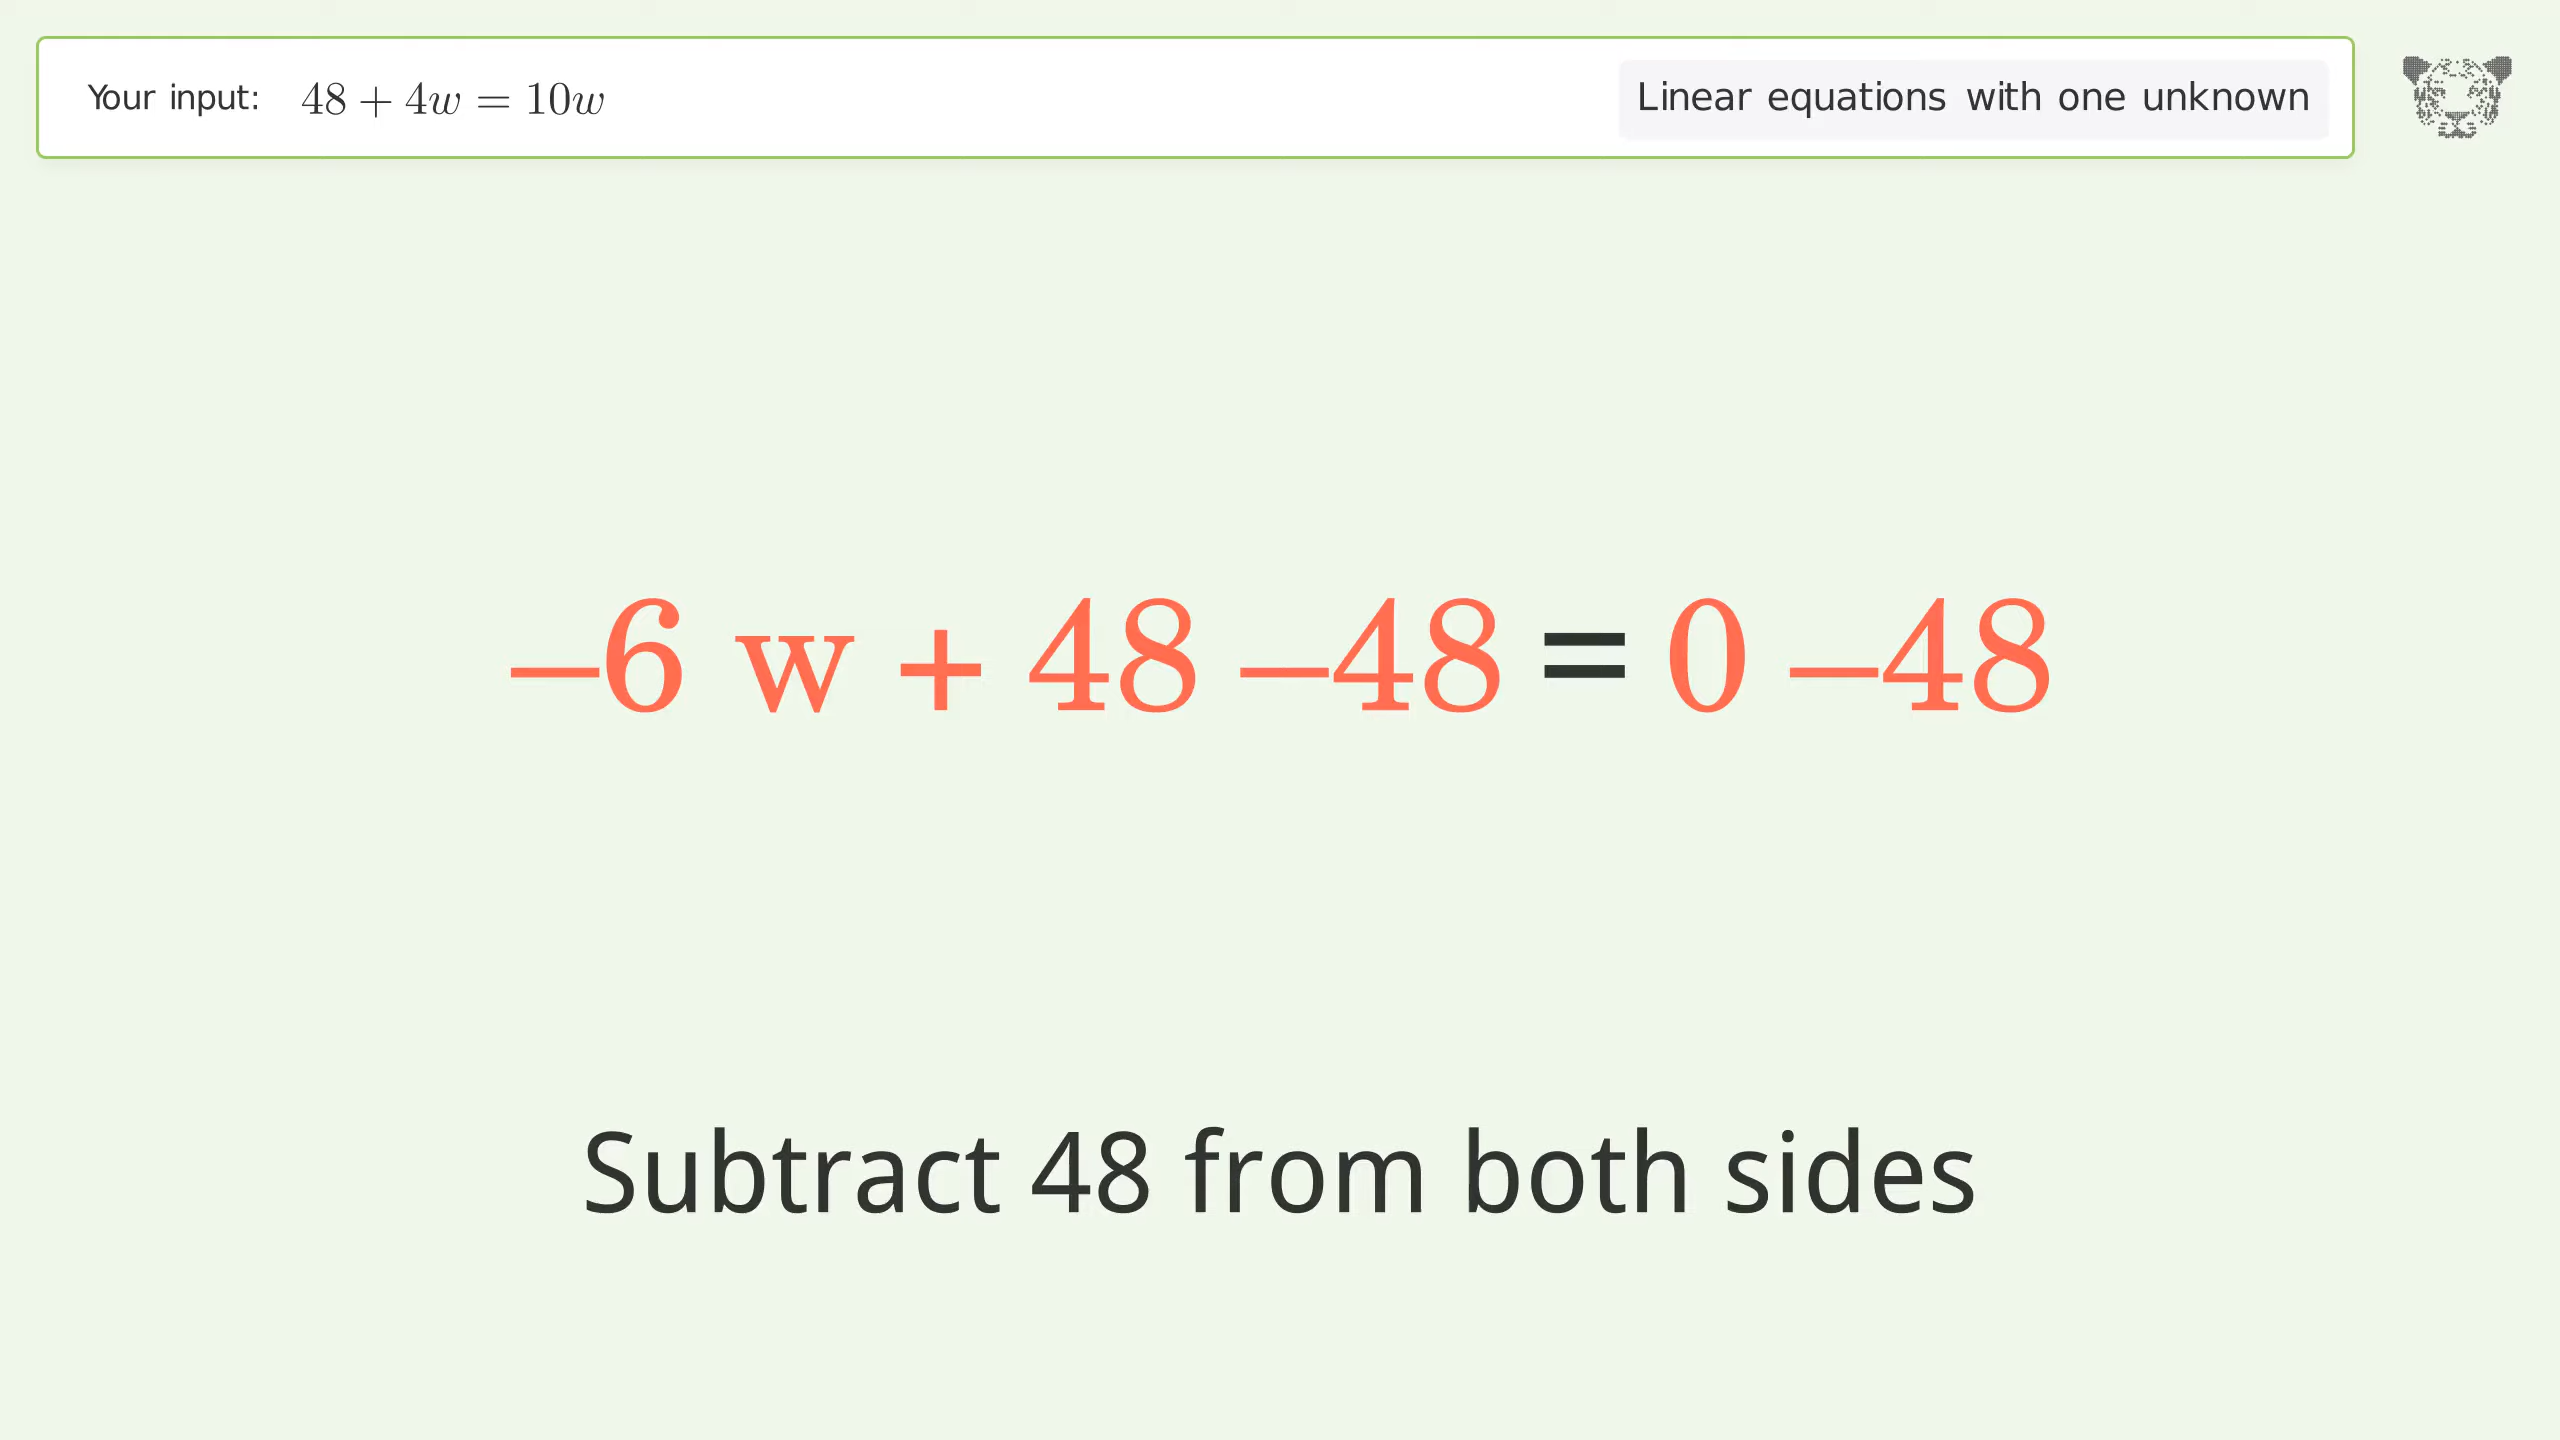 Your input: 48 + 4w = 10w
Linear equations with one unknown
–6 w + 48 –48 = 0 –48
Subtract 48 from both sides